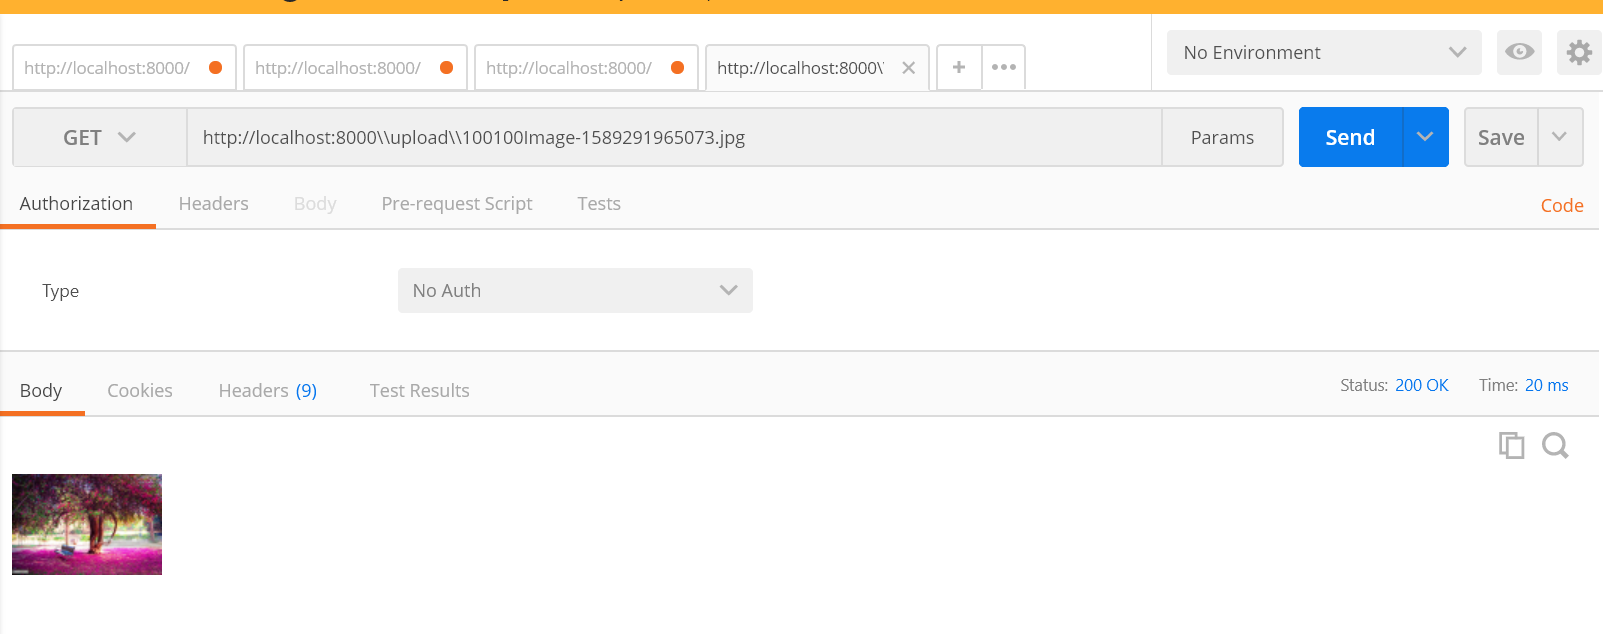 http://localhost:8000/ http://localhost:8000/ http://localhost:8000/ http://localhost:8000\ + No Environment
GET http://localhost:8000\\upload\\100100Image-1589291965073.jpg Params Send Save
Authorization Headers Body Pre-request Script Tests Code
Type No Auth
Body Cookies Headers (9) Test Results Status: 200 OK Time: 20 ms